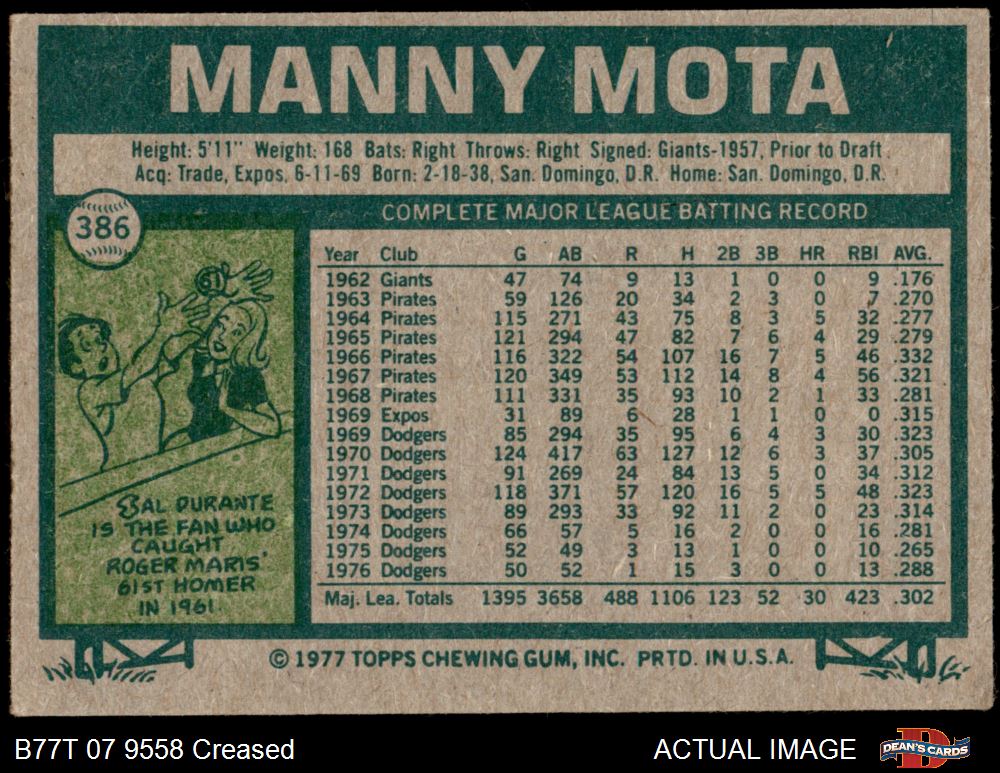 MANNY MOTA
Height: 5'11" Weight: 168 Bats: Right Throws: Right Signed: Giants-1957, Prior to Draft
Acq: Trade, Expos, 6-11-69 Born: 2-18-38, San. Domingo, D.R. Home: San. Domingo, D.R.
386
COMPLETE MAJOR LEAGUE BATTING RECORD
Year Club G AB R H 2B 3B HR RBI AVG.
1962 Giants 47 74 9 13 1 0 0 9 .176
1963 Pirates 59 126 20 34 2 3 0 7 .270
1964 Pirates 115 271 43 75 8 3 5 32 .277
1965 Pirates 121 294 47 82 7 6 4 29 .279
1966 Pirates 116 322 54 107 16 7 5 46 .332
1967 Pirates 120 349 53 112 14 8 4 56 .321
1968 Pirates 111 331 35 93 10 2 1 33 .281
1969 Expos 31 89 6 28 1 1 0 0 .315
1969 Dodgers 85 294 35 95 6 4 3 30 .323
1970 Dodgers 124 417 63 127 12 6 3 37 .305
1971 Dodgers 91 269 24 84 13 5 0 34 .312
1972 Dodgers 118 371 57 120 16 5 5 48 .323
1973 Dodgers 89 293 33 92 11 2 0 23 .314
1974 Dodgers 66 57 5 16 2 0 0 16 .281
1975 Dodgers 52 49 3 13 1 0 0 10 .265
1976 Dodgers 50 52 1 15 3 0 0 13 .288
Maj. Lea. Totals 1395 3658 488 1106 123 52 30 423 .302
SAL DURANTE
IS THE FAN WHO
CAUGHT
ROGER MARIS'
61ST HOMER
IN 1961.
© 1977 TOPPS CHEWING GUM, INC. PRTD. IN U.S.A.
B77T 07 9558 Creased
ACTUAL IMAGE
DEAN'S CARDS